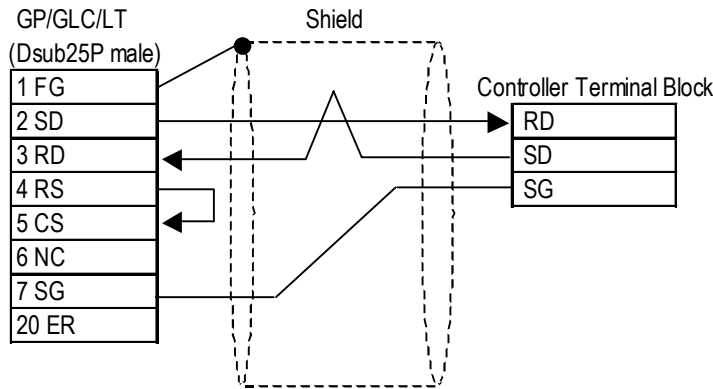 GP/GLC/LT
(Dsub25P male)
Shield
1 FG
2 SD
3 RD
4 RS
5 CS
6 NC
7 SG
20 ER
Controller Terminal Block
RD
SD
SG